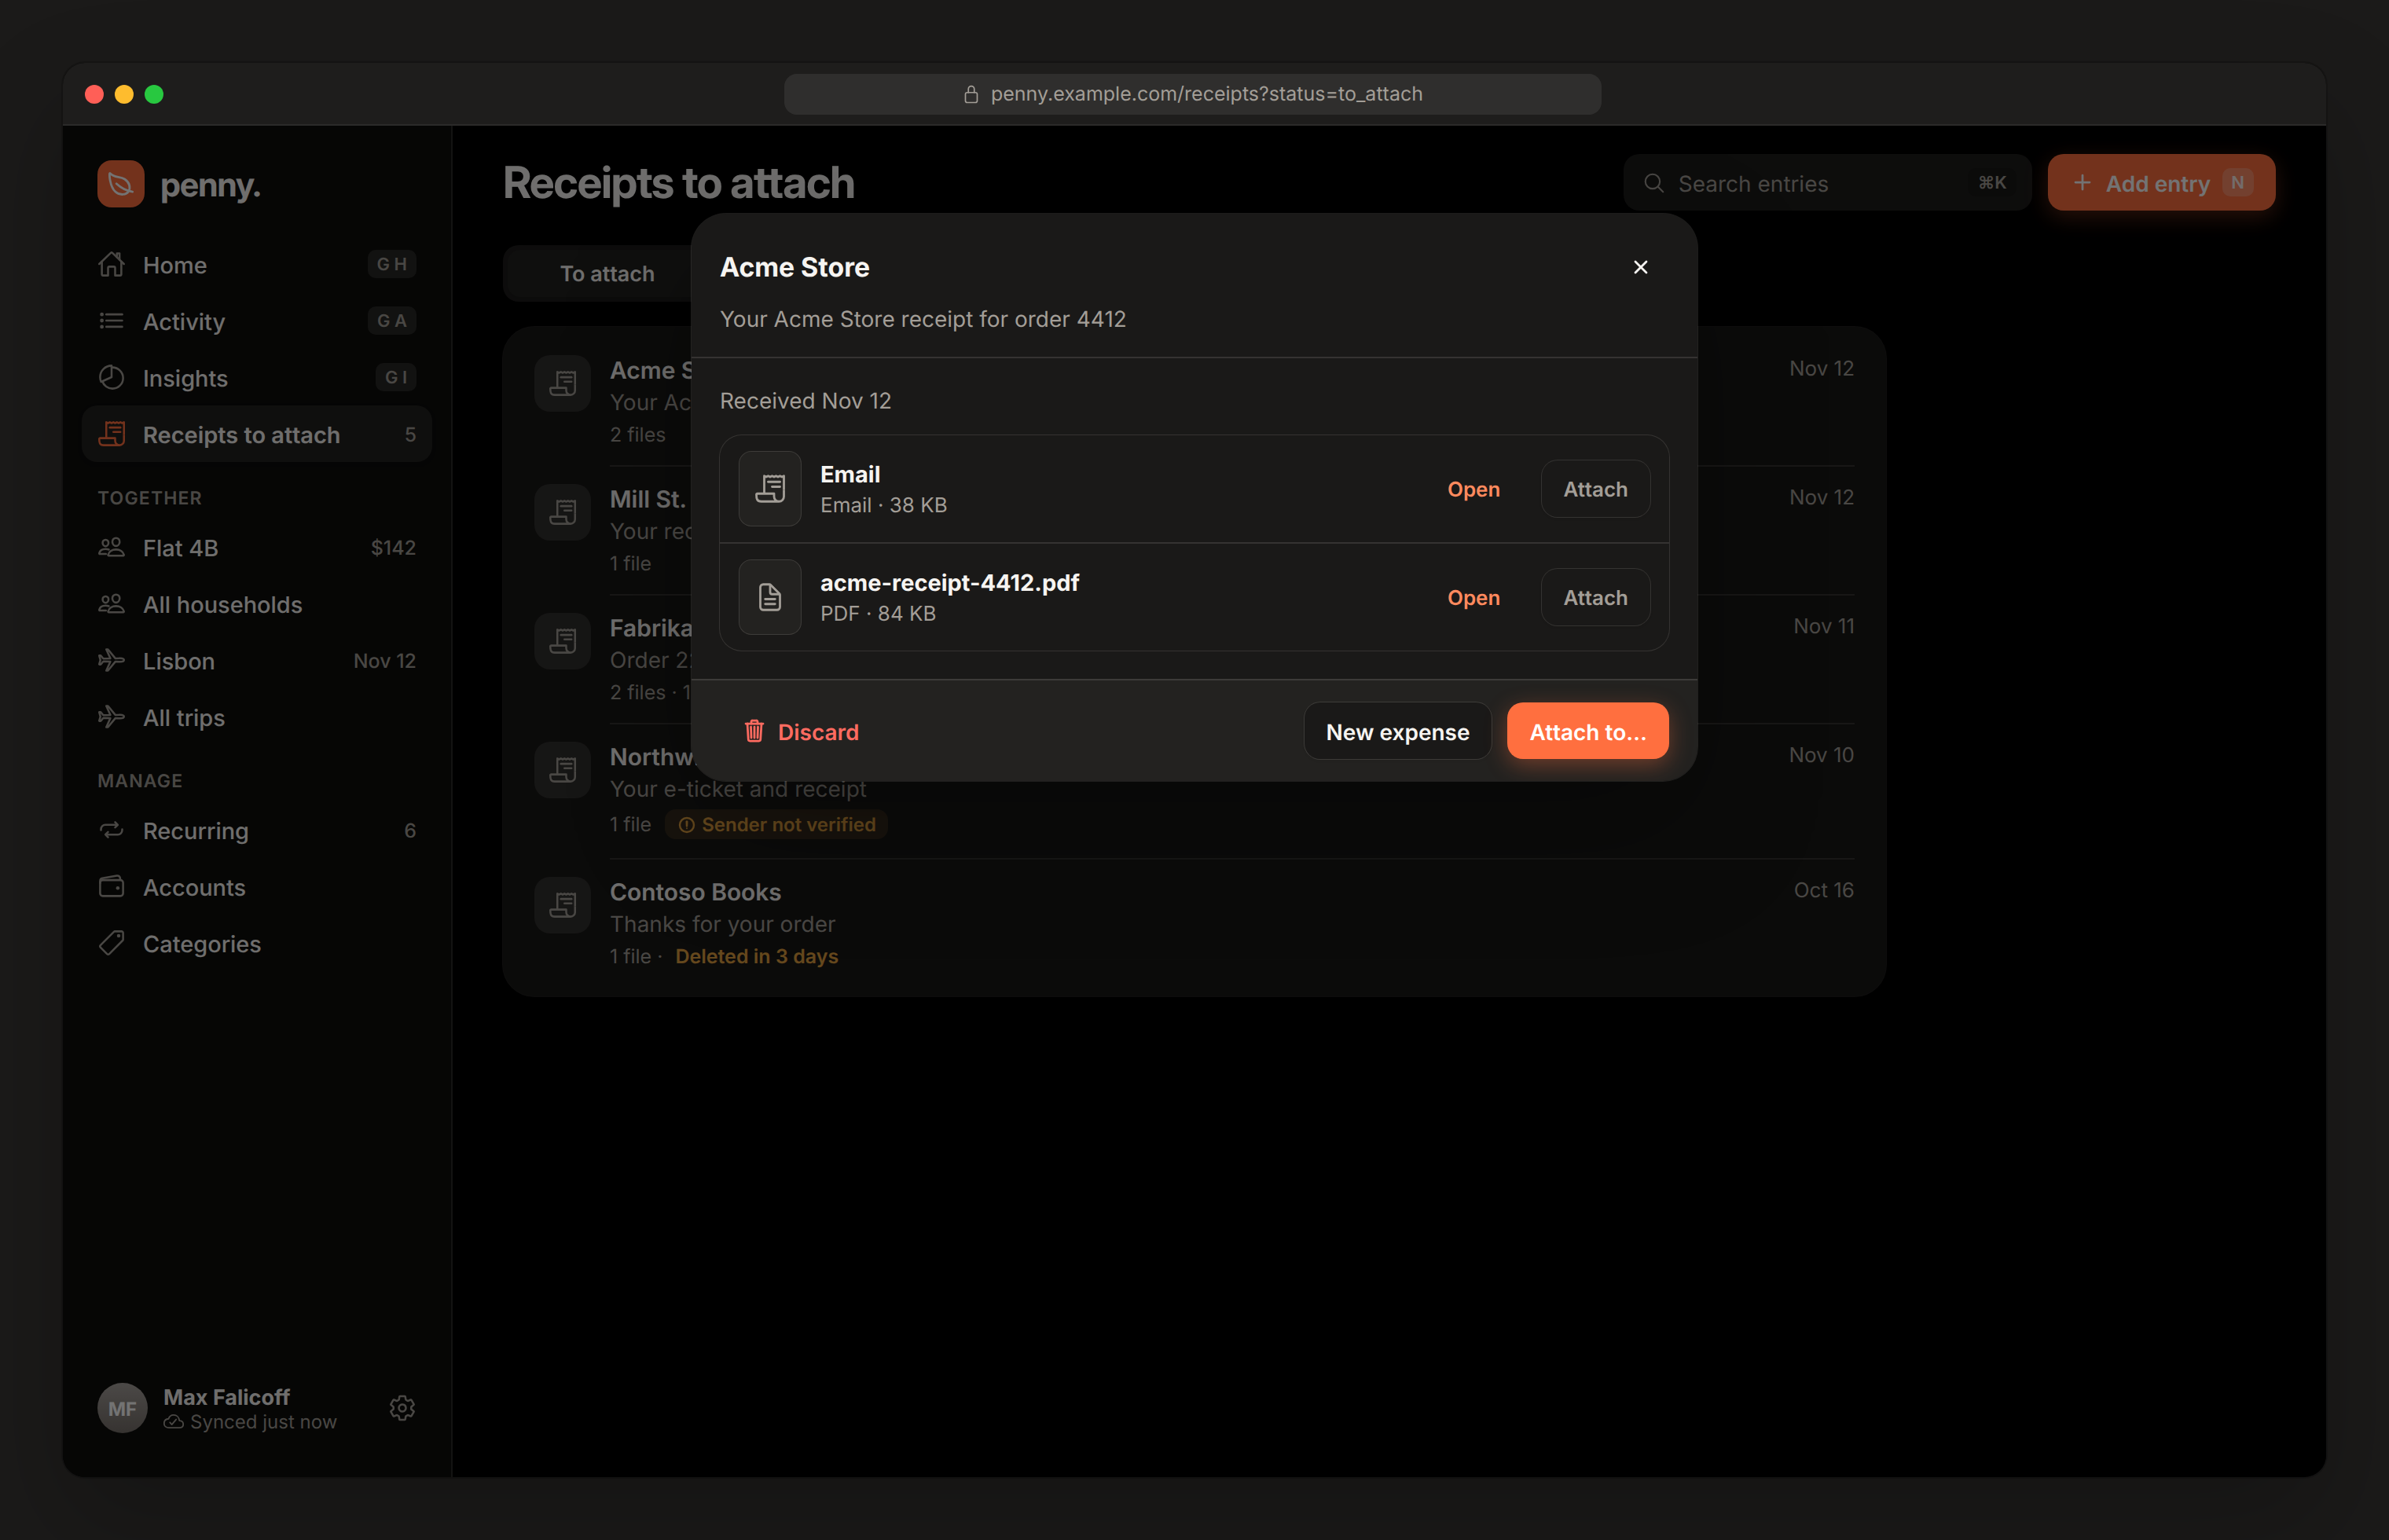 penny.example.com/receipts?status=to_attach
penny.
Home G H
Activity G A
Insights G I
Receipts to attach 5
TOGETHER
Flat 4B $142
All households
Lisbon Nov 12
All trips
MANAGE
Recurring 6
Accounts
Categories
MF
Max Falicoff
Synced just now
Receipts to attach
Search entries ⌘K
+ Add entry N
To attach
Acme Nov 12
Your
2 files
Mill St. Nov 12
Your
1 file
Nov 11
Order
2 files ·
Nov 10
Your e-ticket and receipt
1 file Sender not verified
Contoso Books Oct 16
Thanks for your order
1 file · Deleted in 3 days
Acme Store
Your Acme Store receipt for order 4412
Received Nov 12
Email
Email · 38 KB
Open Attach
acme-receipt-4412.pdf
PDF · 84 KB
Open Attach
Discard New expense Attach to...